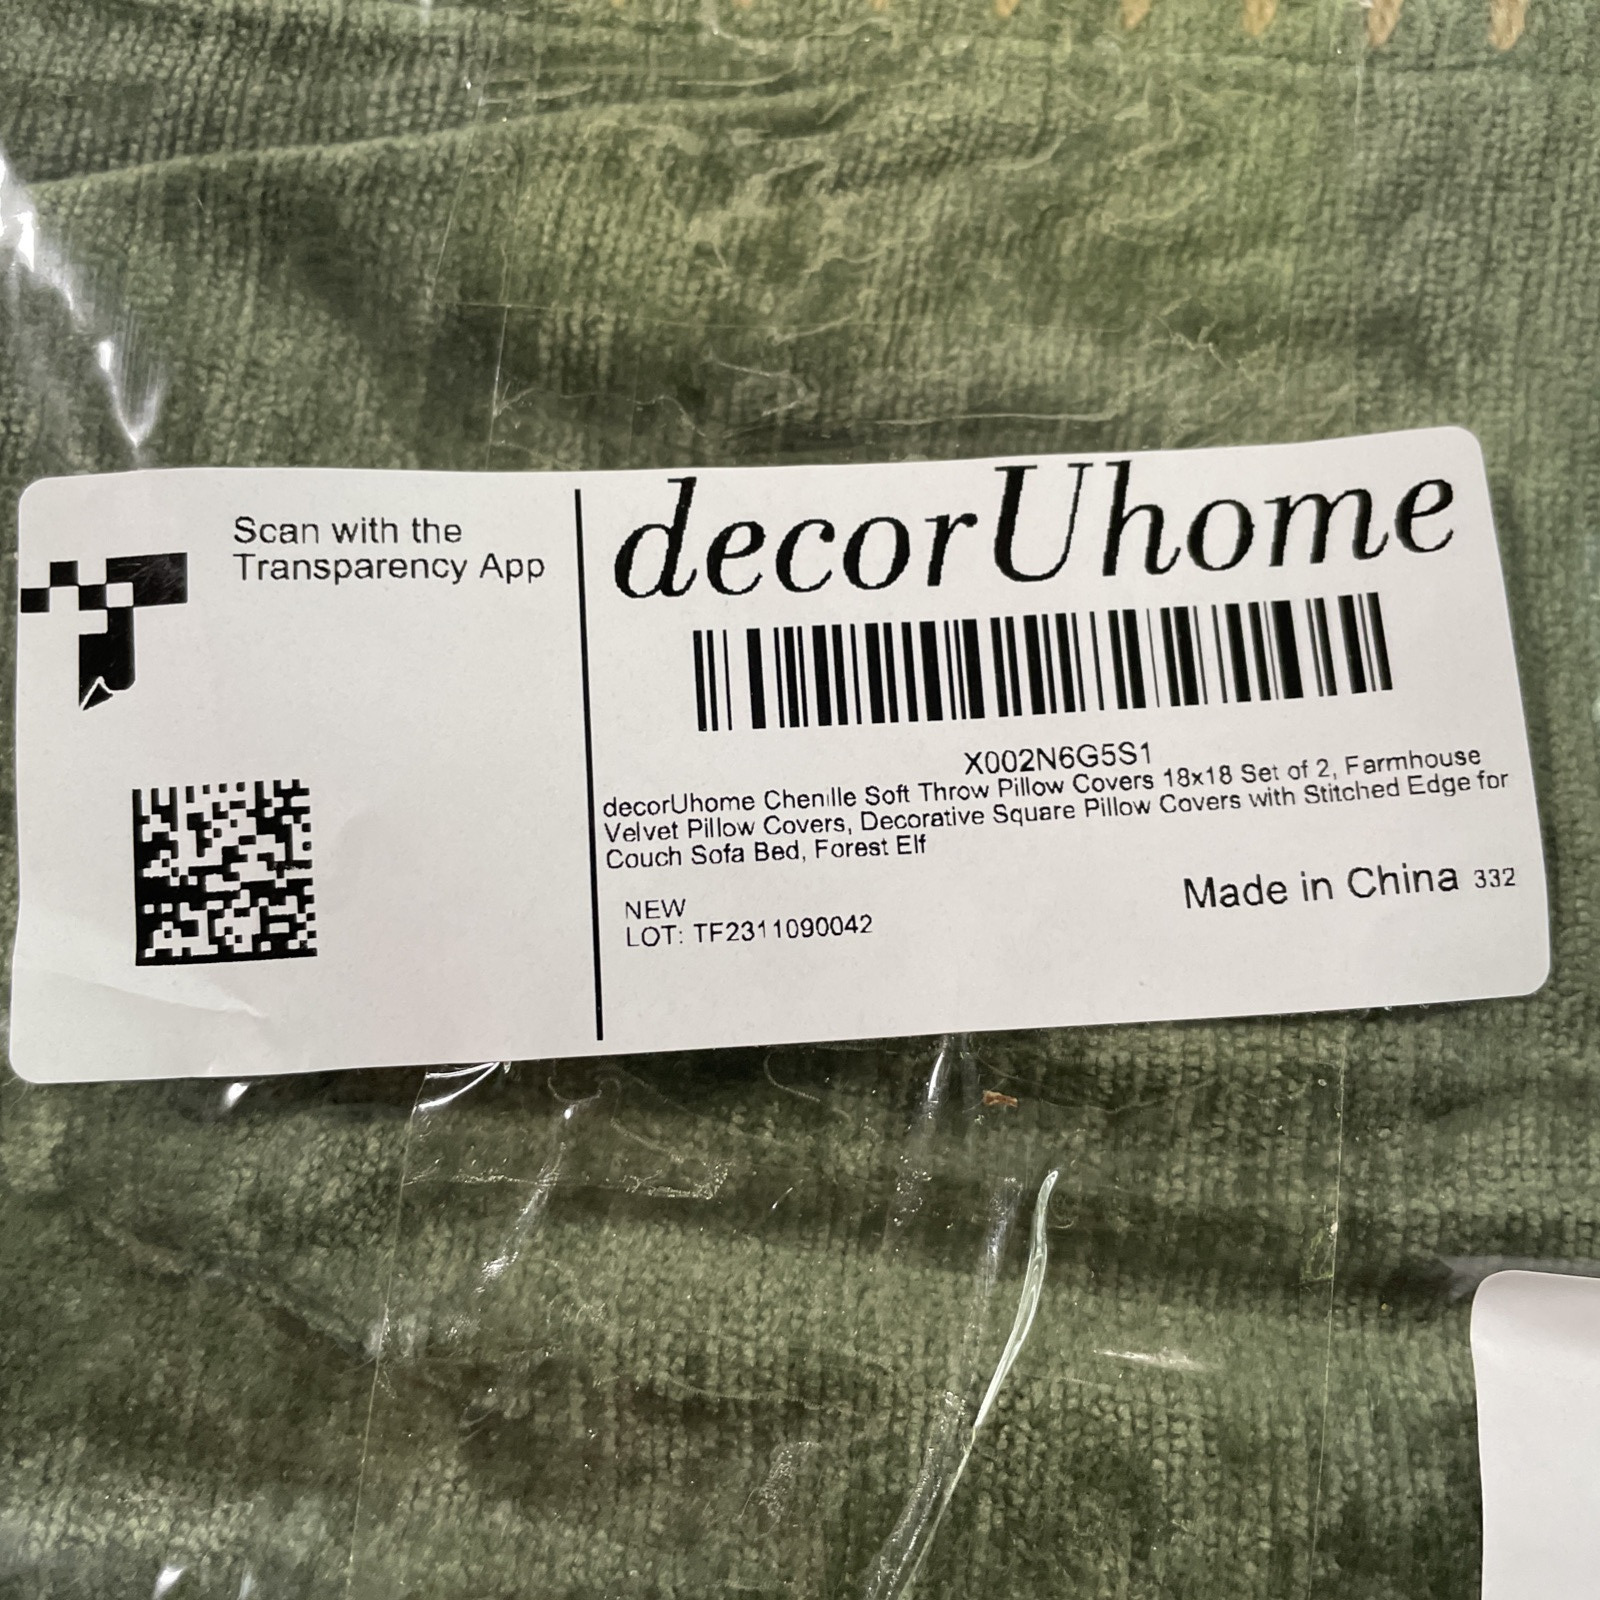 Scan with the
Transparency App
decorUhome
X002N6G5S1
decorUhome Chenille Soft Throw Pillow Covers 18x18 Set of 2, Farmhouse
Velvet Pillow Covers, Decorative Square Pillow Covers with Stitched Edge for
Couch Sofa Bed, Forest Elf
NEW
LOT: TF2311090042
Made in China 332